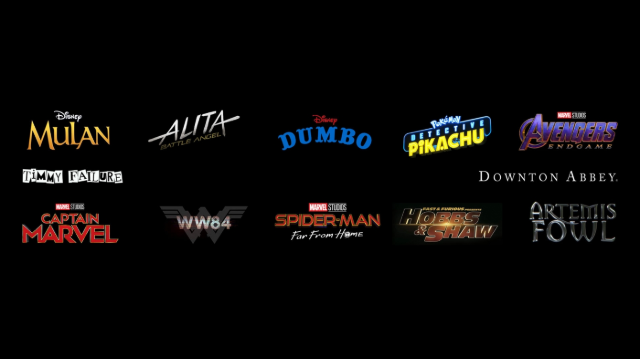 Disney
MULAN
ALITA
BATTLE ANGEL
Disney
DUMBO
POKÉMON
DETECTIVE
PIKACHU
MARVEL STUDIOS
AVENGERS
ENDGAME
TIMMY FAILURE
DOWNTON ABBEY.
MARVEL STUDIOS
CAPTAIN
MARVEL
WW84
MARVEL STUDIOS
SPIDER-MAN
Far From Home
FAST & FURIOUS PRESENTS
HOBBS
& SHAW
ARTEMIS
FOWL